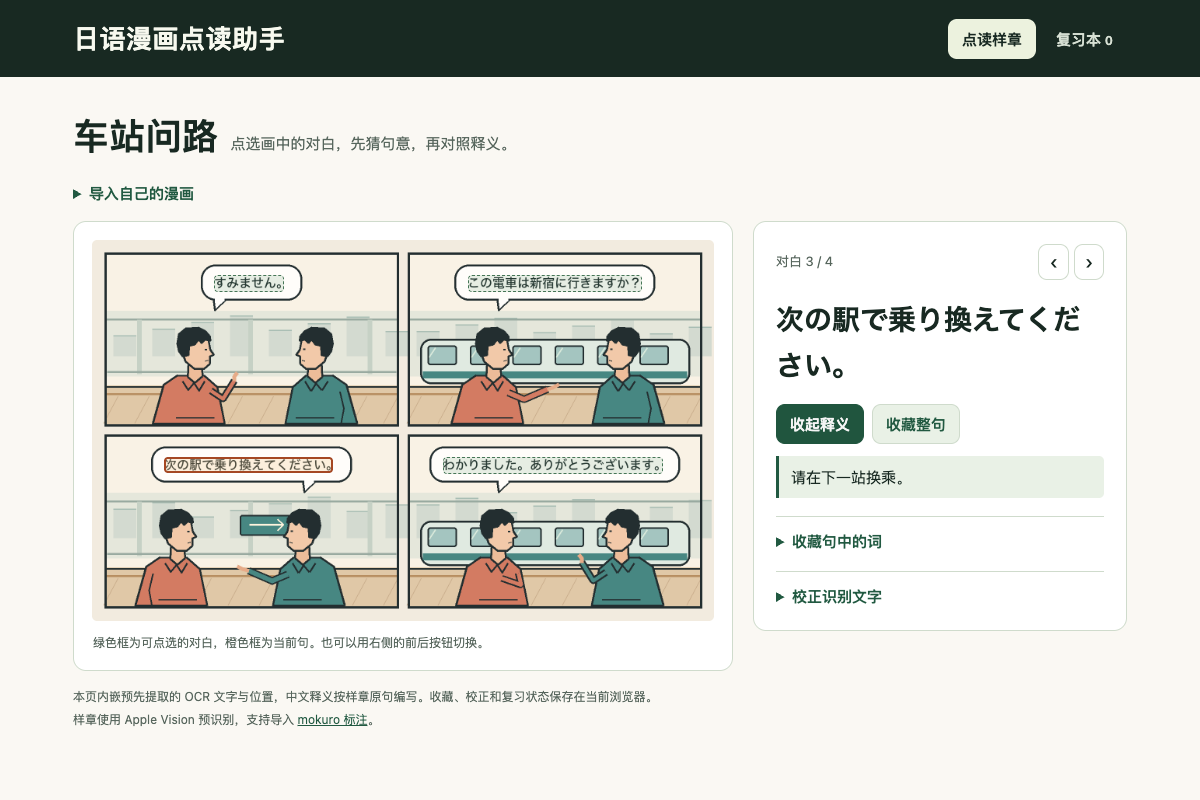 日语漫画点读助手
点读样章
复习本 0
车站问路
点选画中的对白，先猜句意，再对照释义。
▶ 导入自己的漫画
すみません。
この電車は新宿に行きますか？
次の駅で乗り換えてください。
わかりました。ありがとうございます。
绿色框为可点选的对白，橙色框为当前句。也可以用右侧的前后按钮切换。
对白 3 / 4
‹ ›
次の駅で乗り換えてくだ
さい。
收起释义
收藏整句
请在下一站换乘。
▶ 收藏句中的词
▶ 校正识别文字
本页内嵌预先提取的 OCR 文字与位置，中文释义按样章原句编写。收藏、校正和复习状态保存在当前浏览器。
样章使用 Apple Vision 预识别，支持导入 mokuro 标注。